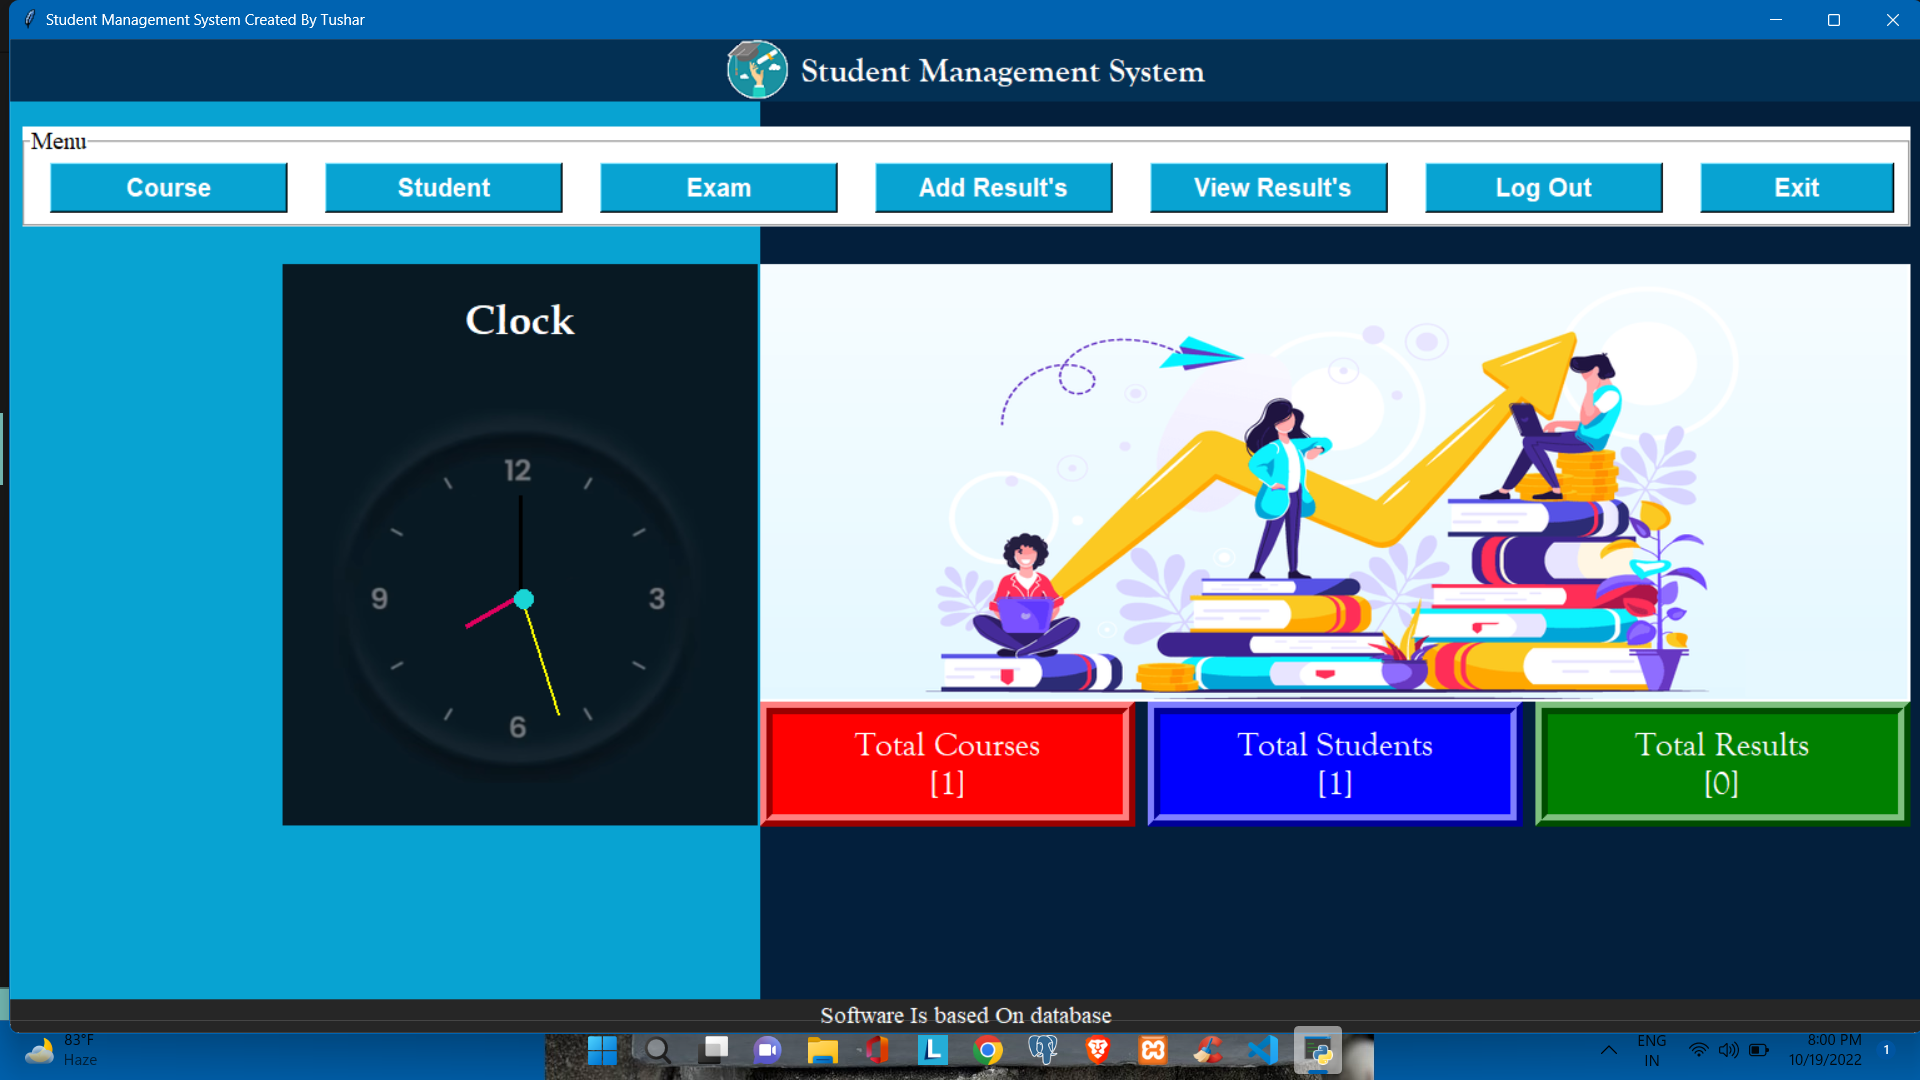 Student Management System Created By Tushar
Student Management System
Menu
Course
Student
Exam
Add Result's
View Result's
Log Out
Exit
Clock
12
9
3
6
Total Courses
[1]
Total Students
[1]
Total Results
[0]
Software Is based On database
83°F
Haze
L
ENG
IN
8:00 PM
10/19/2022
1